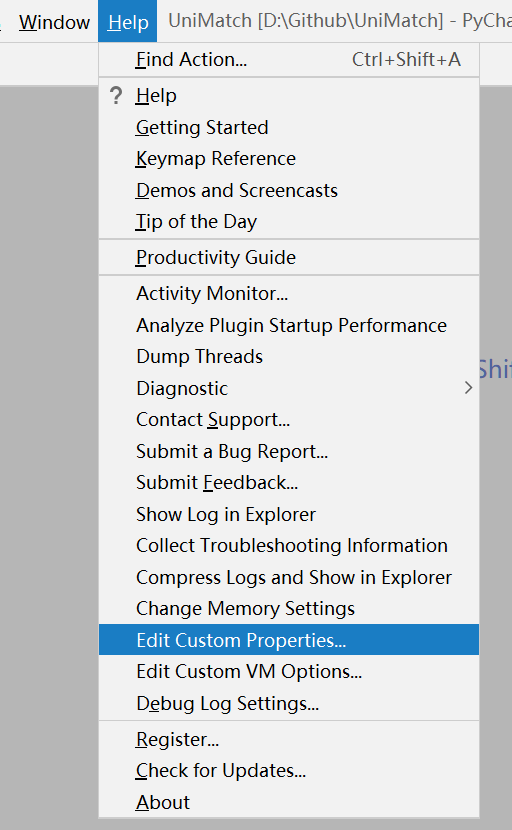 Window Help UniMatch [D:\Github\UniMatch] - PyCha
Find Action... Ctrl+Shift+A
? Help
Getting Started
Keymap Reference
Demos and Screencasts
Tip of the Day
Productivity Guide
Activity Monitor...
Analyze Plugin Startup Performance
Dump Threads
Shif
Diagnostic
Contact Support...
Submit a Bug Report...
Submit Feedback...
Show Log in Explorer
Collect Troubleshooting Information
Compress Logs and Show in Explorer
Change Memory Settings
Edit Custom Properties...
Edit Custom VM Options...
Debug Log Settings...
Register...
Check for Updates...
About